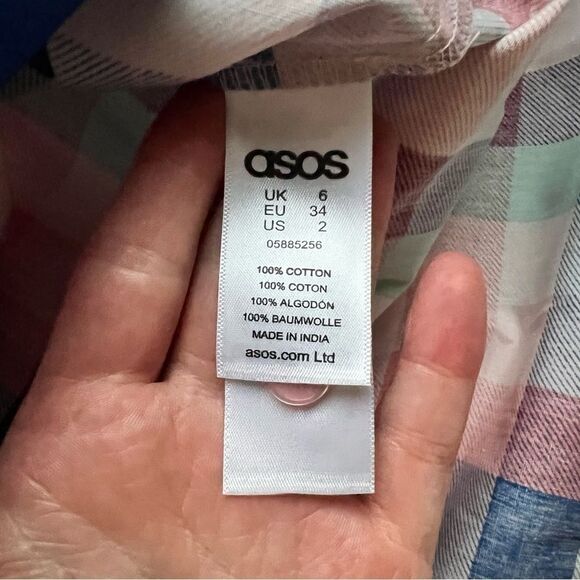 asos
UK 6
EU 34
US 2
05885256
100% COTTON
100% COTON
100% ALGODÓN
100% BAUMWOLLE
MADE IN INDIA
asos.com Ltd